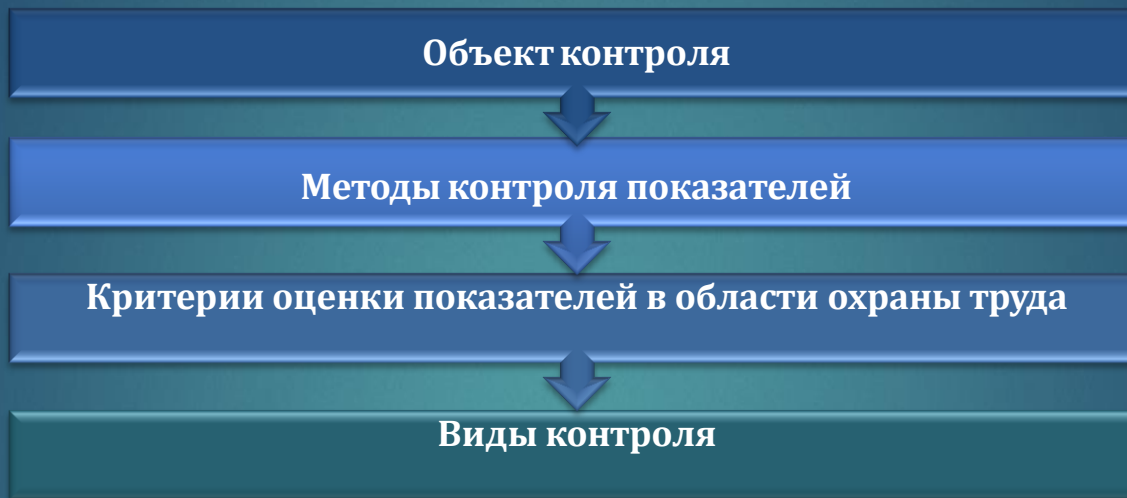 Объект контроля
Методы контроля показателей
Критерии оценки показателей в области охраны труда
Виды контроля